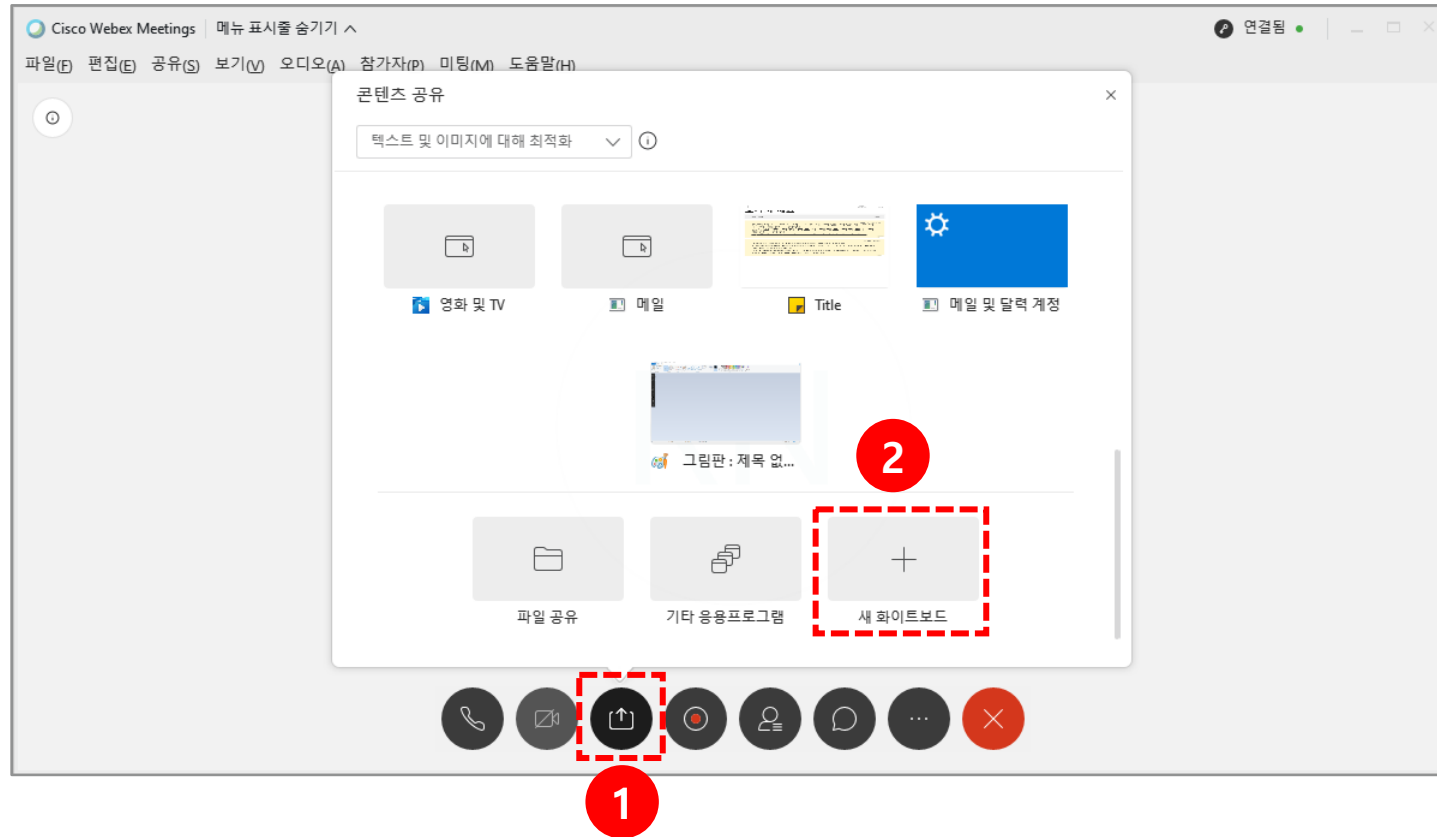 Cisco Webex Meetings 메뉴 표시줄 숨기기 연결됨
파일(F) 편집(E) 공유(S) 보기(V) 오디오(A) 참가자(P) 미팅(M) 도움말(H)
콘텐츠 공유
텍스트 및 이미지에 대해 최적화
영화 및 TV 메일 Title 메일 및 달력 계정
그림판 : 제목 없...
2
파일 공유 기타 응용프로그램 새 화이트보드
1